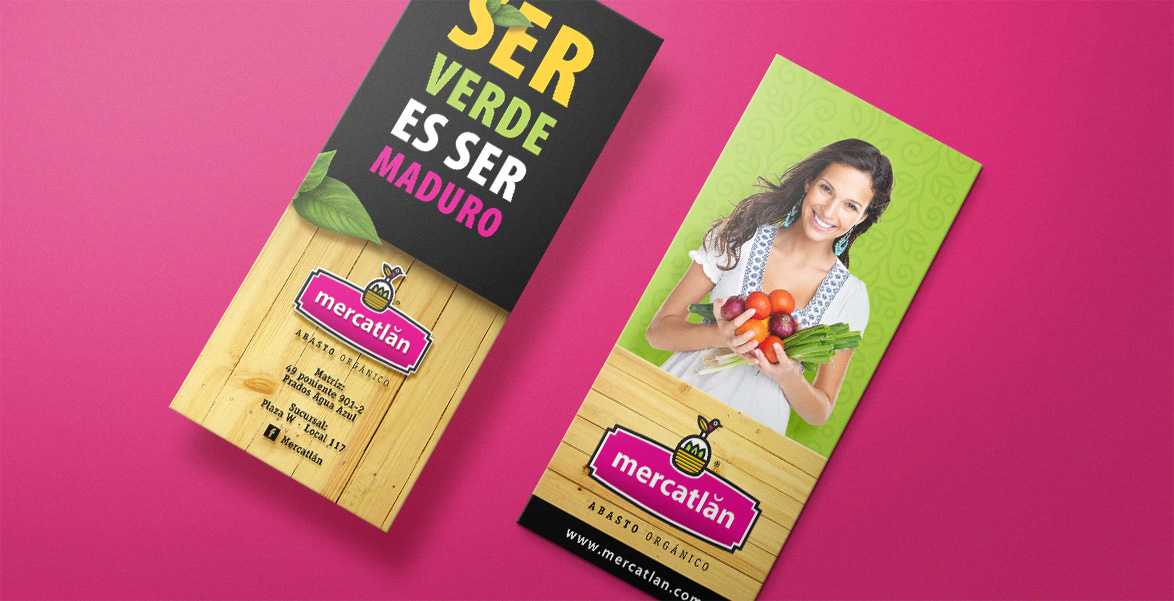 SER
VERDE
ES SER
MADURO
mercatlăn
®
ABASTO ORGÁNICO
Matriz:
49 poniente 901-2
Prados Agua Azul
Sucursal:
Plaza W · Local 117
f Mercatlán
mercatlăn
®
ABASTO ORGÁNICO
www.mercatlan.com